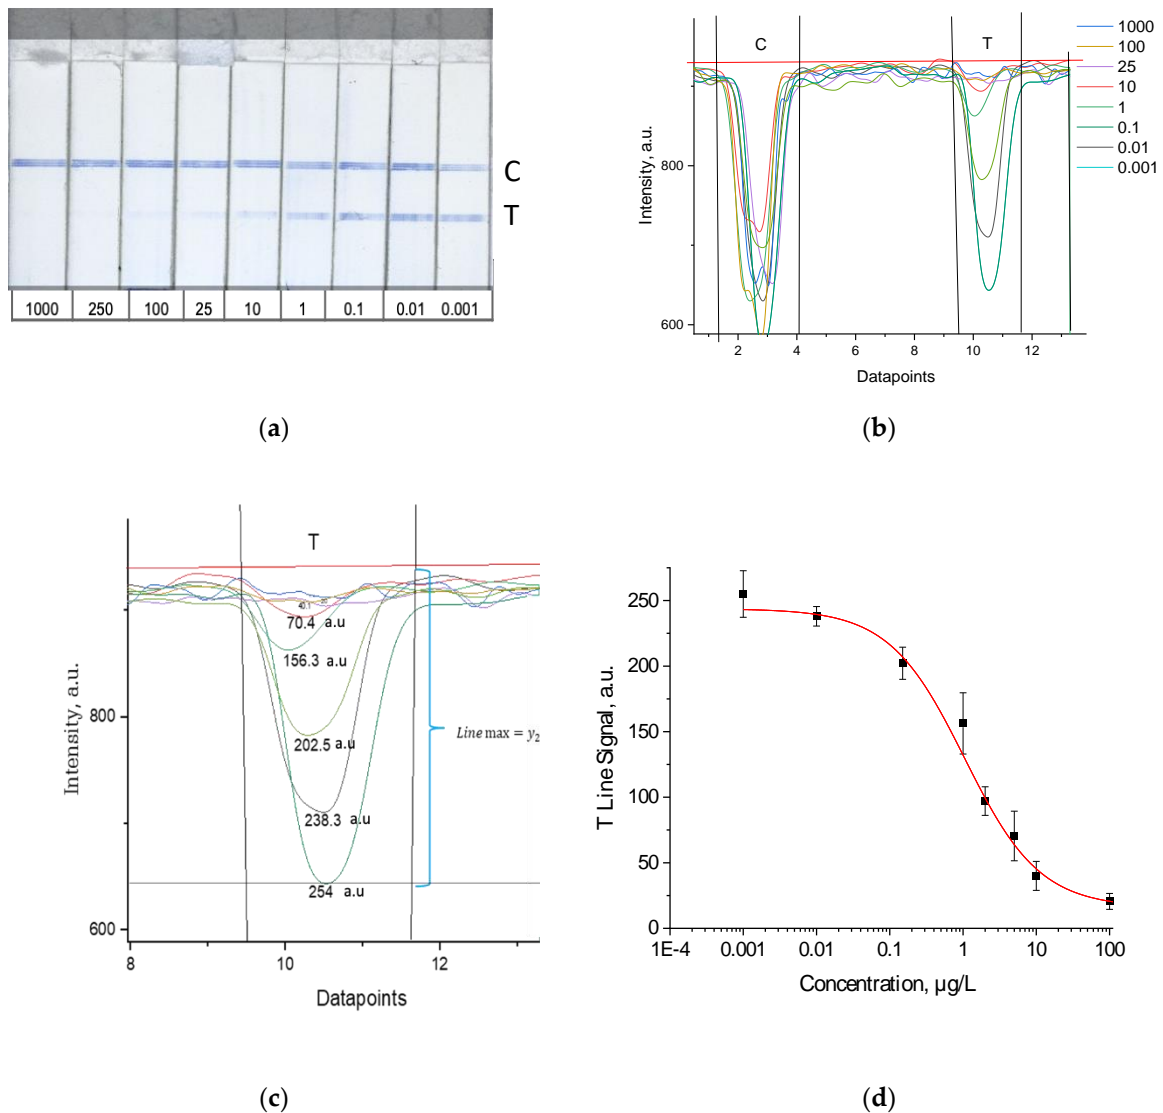 C
T
1000 250 100 25 10 1 0.1 0.01 0.001
(a)
C T
1000
100
25
10
1
0.1
0.01
0.001
Intensity, a.u.
800
600
2 4 6 8 10 12
Datapoints
(b)
T
40.1
70.4 a.u
156.3 a.u
202.5 a.u
238.3 a.u
254 a.u
Line max = y2
Intensity, a.u.
800
600
8 10 12
Datapoints
(c)
T Line Signal, a.u.
250
200
150
100
50
0
1E-4 0.001 0.01 0.1 1 10 100
Concentration, µg/L
(d)